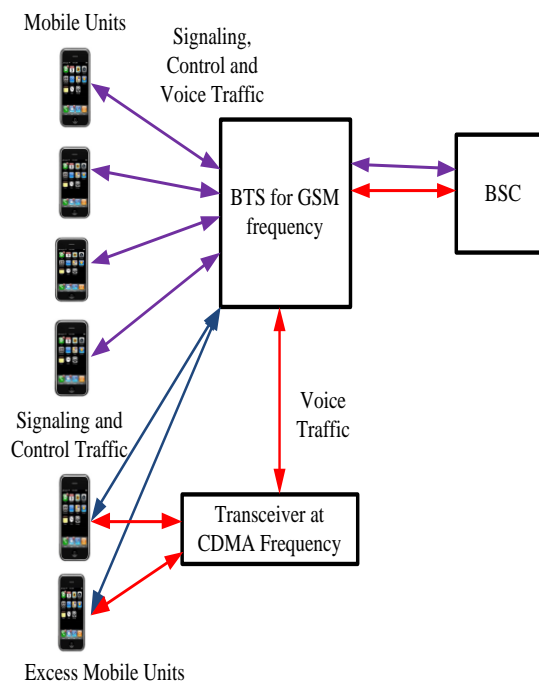 Mobile Units
Signaling,
Control and
Voice Traffic
BTS for GSM
frequency
BSC
Voice
Traffic
Signaling and
Control Traffic
Transceiver at
CDMA Frequency
Excess Mobile Units